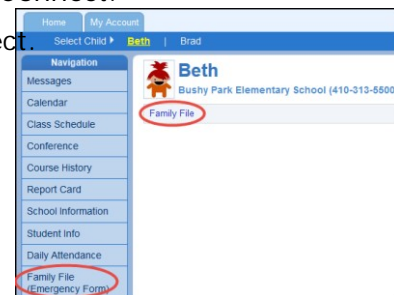 ect.
Home My Account
Select Child Beth | Brad
Navigation
Messages
Calendar
Class Schedule
Conference
Course History
Report Card
School Information
Student Info
Daily Attendance
Family File
(Emergency Form)
Beth
Bushy Park Elementary School (410-313-5500
Family File